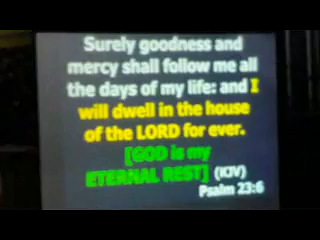 Surely goodness and
mercy shall follow me all
the days of my life: and I
will dwell in the house
of the LORD for ever.
[GOD is my
ETERNAL REST] (KJV)
Psalm 23:6